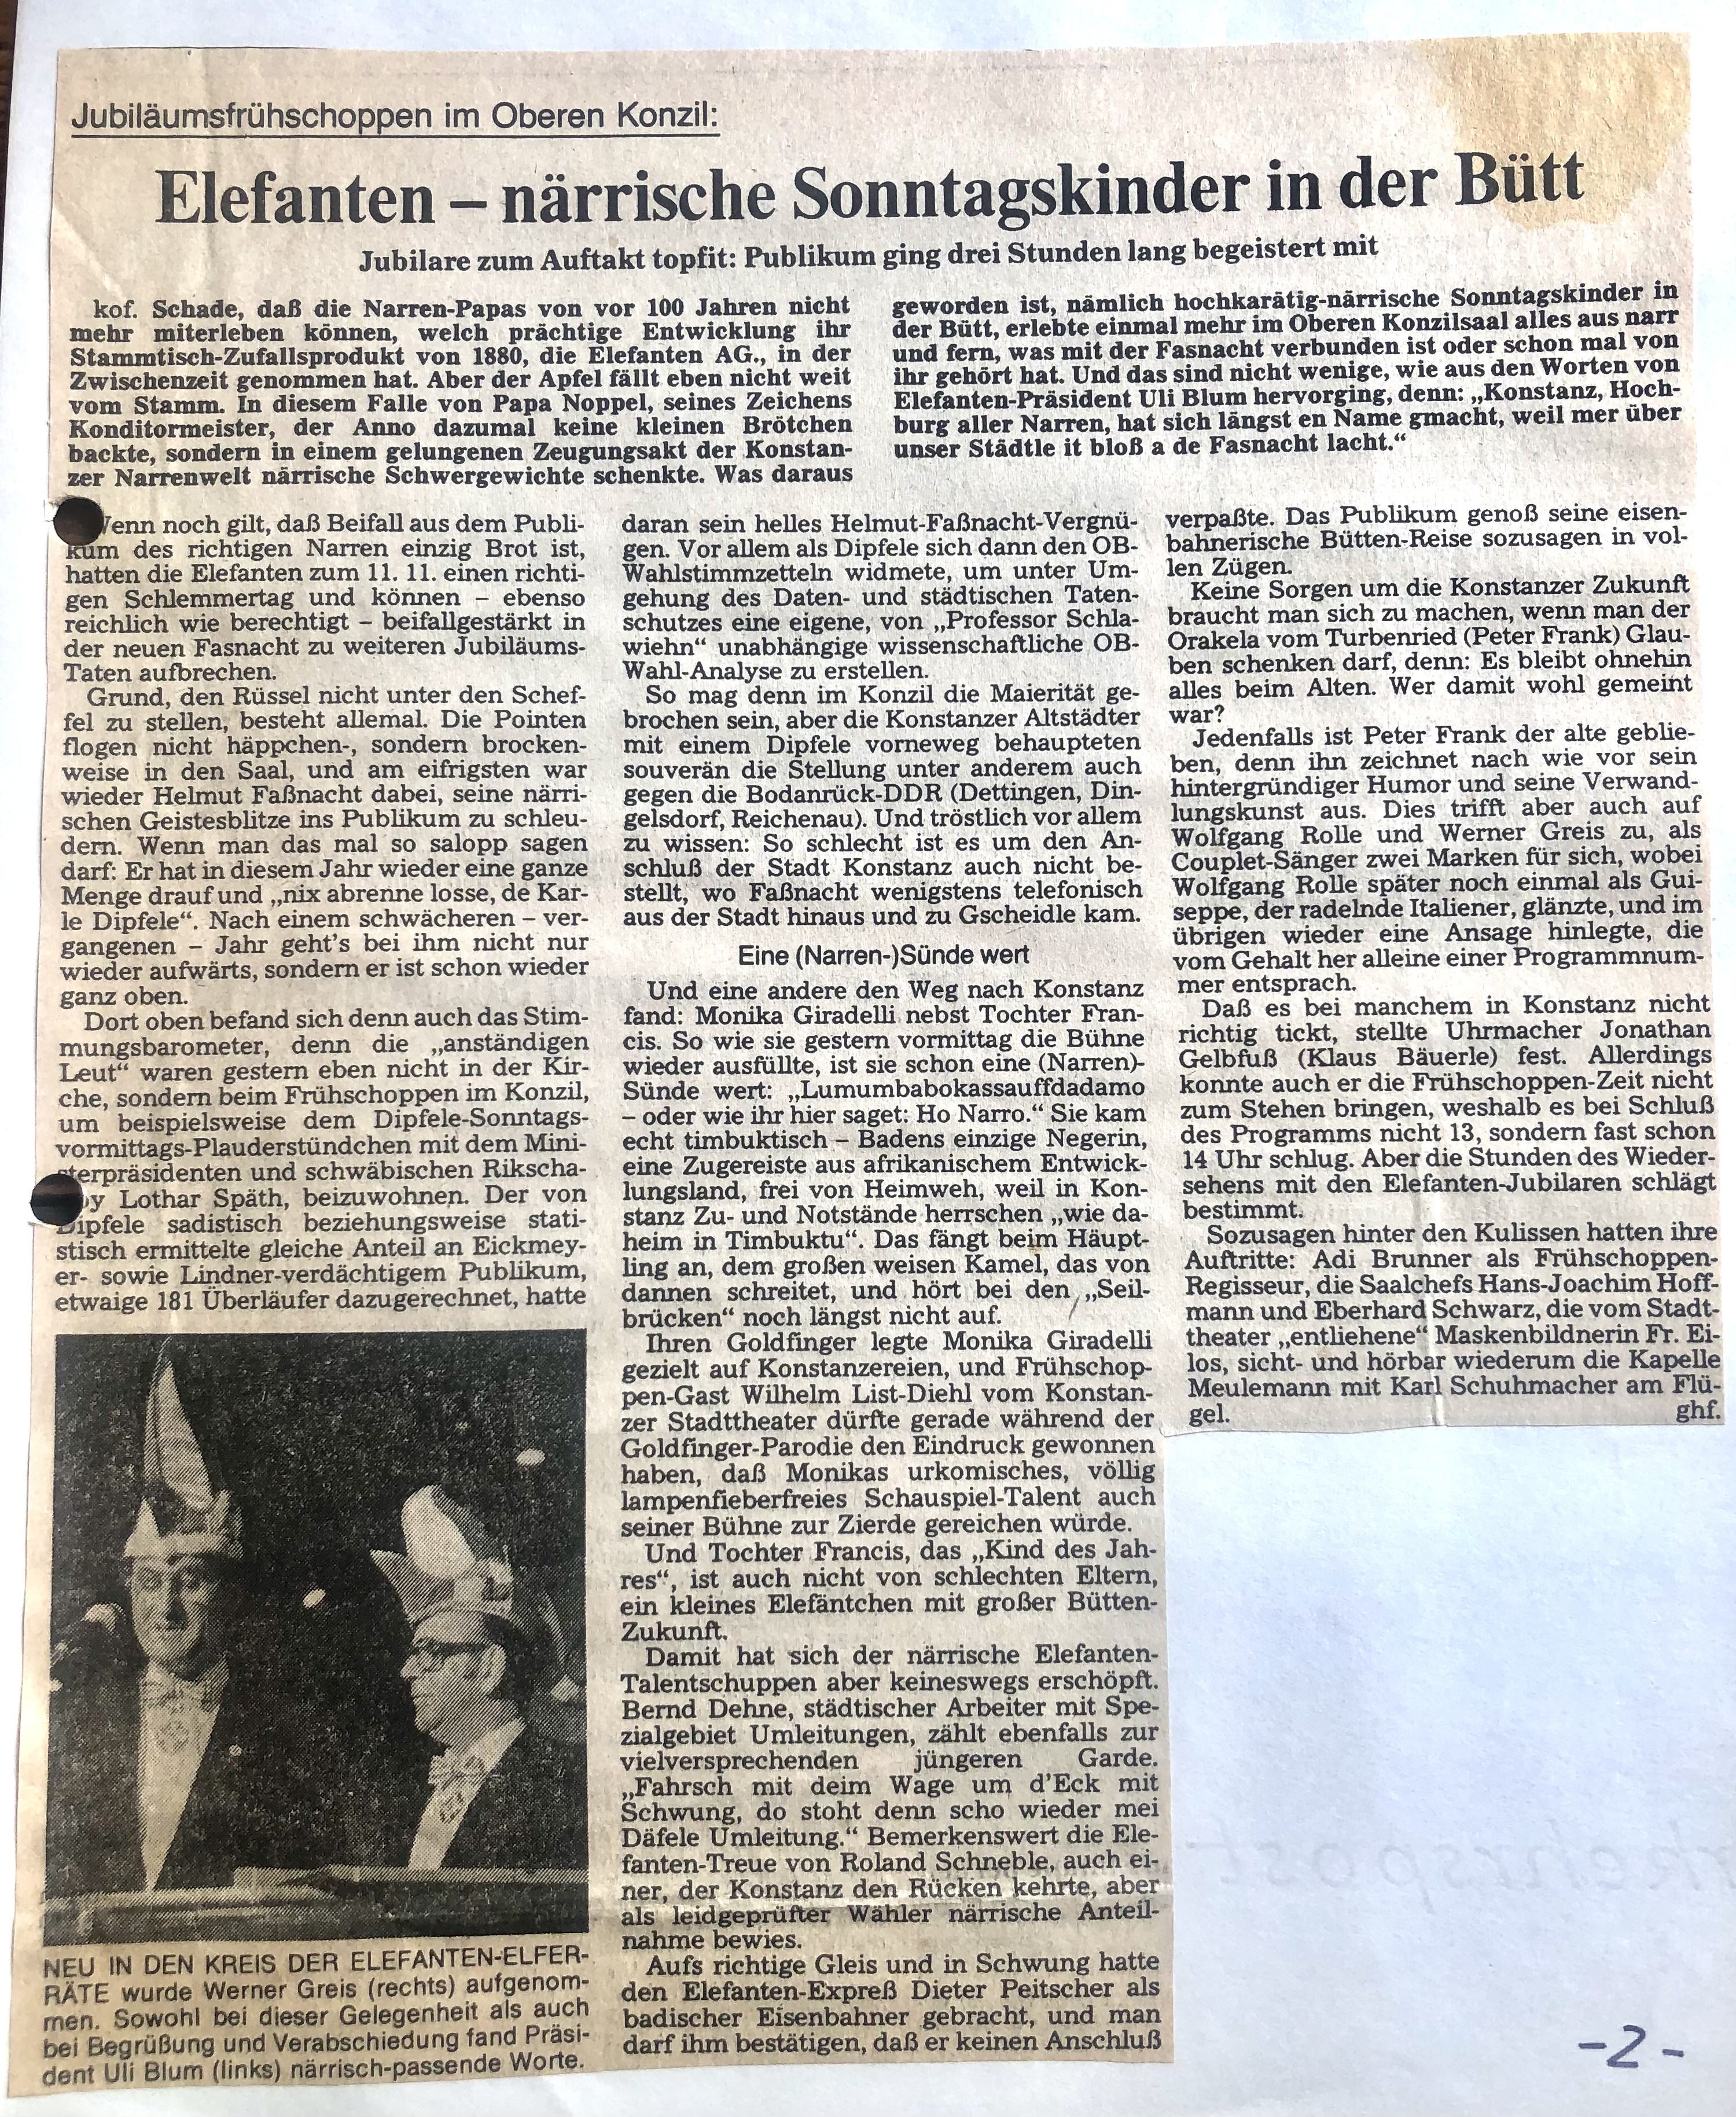 Jubiläumsfrühschoppen im Oberen Konzil:
Elefanten – närrische Sonntagskinder in der Bütt
Jubilare zum Auftakt topfit: Publikum ging drei Stunden lang begeistert mit
kof. Schade, daß die Narren-Papas von vor 100 Jahren nicht
mehr miterleben können, welch prächtige Entwicklung ihr
Stammtisch-Zufallsprodukt von 1880, die Elefanten AG., in der
Zwischenzeit genommen hat. Aber der Apfel fällt eben nicht weit
vom Stamm. In diesem Falle von Papa Noppel, seines Zeichens
Konditormeister, der Anno dazumal keine kleinen Brötchen
backte, sondern in einem gelungenen Zeugungsakt der Konstan-
zer Narrenwelt närrische Schwergewichte schenkte. Was daraus
geworden ist, nämlich hochkarätig-närrische Sonntagskinder in
der Bütt, erlebte einmal mehr im Oberen Konzilsaal alles aus narr
und fern, was mit der Fasnacht verbunden ist oder schon mal von
ihr gehört hat. Und das sind nicht wenige, wie aus den Worten von
Elefanten-Präsident Uli Blum hervorging, denn: „Konstanz, Hoch-
burg aller Narren, hat sich längst en Name gmacht, weil mer über
unser Städtle it bloß a de Fasnacht lacht.“
enn noch gilt, daß Beifall aus dem Publi-
kum des richtigen Narren einzig Brot ist,
hatten die Elefanten zum 11. 11. einen richti-
gen Schlemmertag und können – ebenso
reichlich wie berechtigt – beifallgestärkt in
der neuen Fasnacht zu weiteren Jubiläums-
Taten aufbrechen.
Grund, den Rüssel nicht unter den Schef-
fel zu stellen, besteht allemal. Die Pointen
flogen nicht häppchen-, sondern brocken-
weise in den Saal, und am eifrigsten war
wieder Helmut Faßnacht dabei, seine närri-
schen Geistesblitze ins Publikum zu schleu-
dern. Wenn man das mal so salopp sagen
darf: Er hat in diesem Jahr wieder eine ganze
Menge drauf und „nix abrenne losse, de Kar-
le Dipfele“. Nach einem schwächeren – ver-
gangenen – Jahr geht's bei ihm nicht nur
wieder aufwärts, sondern er ist schon wieder
ganz oben.
Dort oben befand sich denn auch das Stim-
mungsbarometer, denn die „anständigen
Leut“ waren gestern eben nicht in der Kir-
che, sondern beim Frühschoppen im Konzil,
um beispielsweise dem Dipfele-Sonntags-
vormittags-Plauderstündchen mit dem Mini-
sterpräsidenten und schwäbischen Rikscha-
y Lothar Späth, beizuwohnen. Der von
Dipfele sadistisch beziehungsweise stati-
stisch ermittelte gleiche Anteil an Eickmey-
er- sowie Lindner-verdächtigem Publikum,
etwaige 181 Überläufer dazugerechnet, hatte
NEU IN DEN KREIS DER ELEFANTEN-ELFER-
RÄTE wurde Werner Greis (rechts) aufgenom-
men. Sowohl bei dieser Gelegenheit als auch
bei Begrüßung und Verabschiedung fand Präsi-
dent Uli Blum (links) närrisch-passende Worte.
daran sein helles Helmut-Faßnacht-Vergnü-
gen. Vor allem als Dipfele sich dann den OB-
Wahlstimmzetteln widmete, um unter Um-
gehung des Daten- und städtischen Taten-
schutzes eine eigene, von „Professor Schla-
wiehn“ unabhängige wissenschaftliche OB-
Wahl-Analyse zu erstellen.
So mag denn im Konzil die Maierität ge-
brochen sein, aber die Konstanzer Altstädter
mit einem Dipfele vorneweg behaupteten
souverän die Stellung unter anderem auch
gegen die Bodanrück-DDR (Dettingen, Din-
gelsdorf, Reichenau). Und tröstlich vor allem
zu wissen: So schlecht ist es um den An-
schluß der Stadt Konstanz auch nicht be-
stellt, wo Faßnacht wenigstens telefonisch
aus der Stadt hinaus und zu Gscheidle kam.
Eine (Narren-)Sünde wert
Und eine andere den Weg nach Konstanz
fand: Monika Giradelli nebst Tochter Fran-
cis. So wie sie gestern vormittag die Bühne
wieder ausfüllte, ist sie schon eine (Narren)-
Sünde wert: „Lumumbabokassauffdadamo
– oder wie ihr hier saget: Ho Narro.“ Sie kam
echt timbuktisch – Badens einzige Negerin,
eine Zugereiste aus afrikanischem Entwick-
lungsland, frei von Heimweh, weil in Kon-
stanz Zu- und Notstände herrschen „wie da-
heim in Timbuktu“. Das fängt beim Häupt-
ling an, dem großen weisen Kamel, das von
dannen schreitet, und hört bei den „Seil-
brücken“ noch längst nicht auf.
Ihren Goldfinger legte Monika Giradelli
gezielt auf Konstanzereien, und Frühschop-
pen-Gast Wilhelm List-Diehl vom Konstan-
zer Stadttheater dürfte gerade während der
Goldfinger-Parodie den Eindruck gewonnen
haben, daß Monikas urkomisches, völlig
lampenfieberfreies Schauspiel-Talent auch
seiner Bühne zur Zierde gereichen würde.
Und Tochter Francis, das „Kind des Jah-
res“, ist auch nicht von schlechten Eltern,
ein kleines Elefäntchen mit großer Bütten-
Zukunft.
Damit hat sich der närrische Elefanten-
Talentschuppen aber keineswegs erschöpft.
Bernd Dehne, städtischer Arbeiter mit Spe-
zialgebiet Umleitungen, zählt ebenfalls zur
vielversprechenden jüngeren Garde.
„Fahrsch mit deim Wage um d'Eck mit
Schwung, do stoht denn scho wieder mei
Däfele Umleitung.“ Bemerkenswert die Ele-
fanten-Treue von Roland Schneble, auch ei-
ner, der Konstanz den Rücken kehrte, aber
als leidgeprüfter Wähler närrische Anteil-
nahme bewies.
Aufs richtige Gleis und in Schwung hatte
den Elefanten-Expreß Dieter Peitscher als
badischer Eisenbahner gebracht, und man
darf ihm bestätigen, daß er keinen Anschluß
verpaßte. Das Publikum genoß seine eisen-
bahnerische Bütten-Reise sozusagen in vol-
len Zügen.
Keine Sorgen um die Konstanzer Zukunft
braucht man sich zu machen, wenn man der
Orakela vom Turbenried (Peter Frank) Glau-
ben schenken darf, denn: Es bleibt ohnehin
alles beim Alten. Wer damit wohl gemeint
war?
Jedenfalls ist Peter Frank der alte geblie-
ben, denn ihn zeichnet nach wie vor sein
hintergründiger Humor und seine Verwand-
lungskunst aus. Dies trifft aber auch auf
Wolfgang Rolle und Werner Greis zu, als
Couplet-Sänger zwei Marken für sich, wobei
Wolfgang Rolle später noch einmal als Gui-
seppe, der radelnde Italiener, glänzte, und im
übrigen wieder eine Ansage hinlegte, die
vom Gehalt her alleine einer Programmnum-
mer entsprach.
Daß es bei manchem in Konstanz nicht
richtig tickt, stellte Uhrmacher Jonathan
Gelbfuß (Klaus Bäuerle) fest. Allerdings
konnte auch er die Frühschoppen-Zeit nicht
zum Stehen bringen, weshalb es bei Schluß
des Programms nicht 13, sondern fast schon
14 Uhr schlug. Aber die Stunden des Wieder-
sehens mit den Elefanten-Jubilaren schlägt
bestimmt.
Sozusagen hinter den Kulissen hatten ihre
Auftritte: Adi Brunner als Frühschoppen-
Regisseur, die Saalchefs Hans-Joachim Hoff-
mann und Eberhard Schwarz, die vom Stadt-
theater „entliehene“ Maskenbildnerin Fr. Ei-
los, sicht- und hörbar wiederum die Kapelle
Meulemann mit Karl Schuhmacher am Flü-
gel. ghf.
-2-